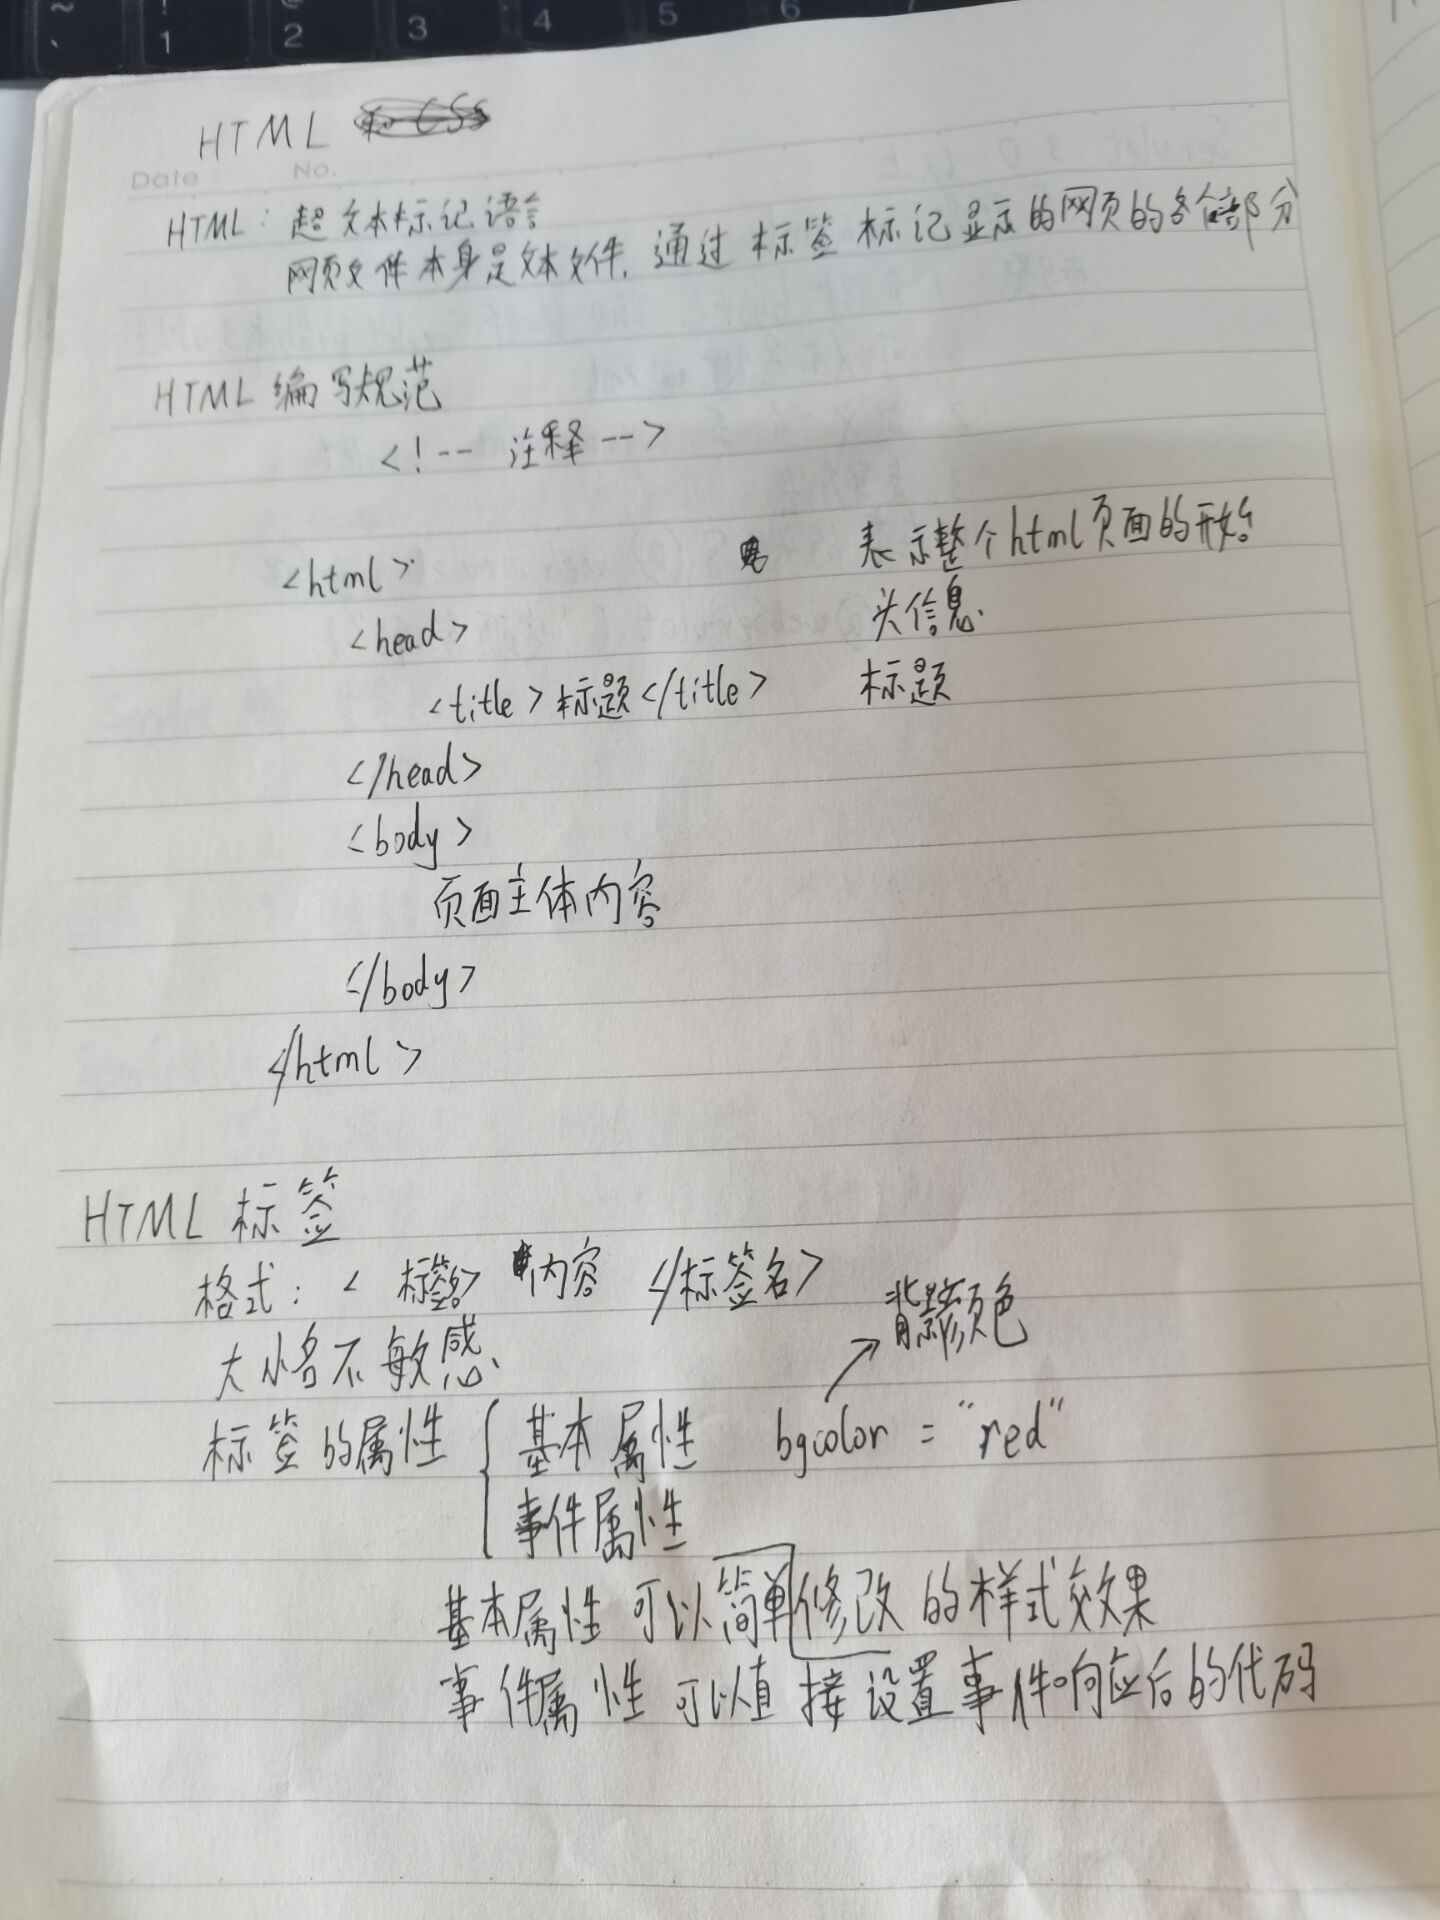 HTML
Date No.
HTML: 超文本标记语言
网页文件本身是文本文件, 通过标签标记显示的网页的各个部分
HTML 编写规范
<!-- 注释 -->
<html> 表示整个html页面的开始
<head> 头信息.
<title>标题</title> 标题
</head>
<body>
页面主体内容
</body>
</html>
HTML 标签
格式: <标签名> 内容 </标签名>
背景颜色
大小不敏感.
标签的属性 { 基本属性 bgcolor = "red"
事件属性
基本属性 可以简单修改的样式效果
事件属性 可以直接设置事件响应后的代码